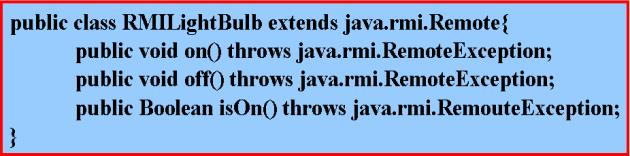 public class RMILightBulb extends java.rmi.Remote{
public void on() throws java.rmi.RemoteException;
public void off() throws java.rmi.RemoteException;
public Boolean isOn() throws java.rmi.RemouteException;
}